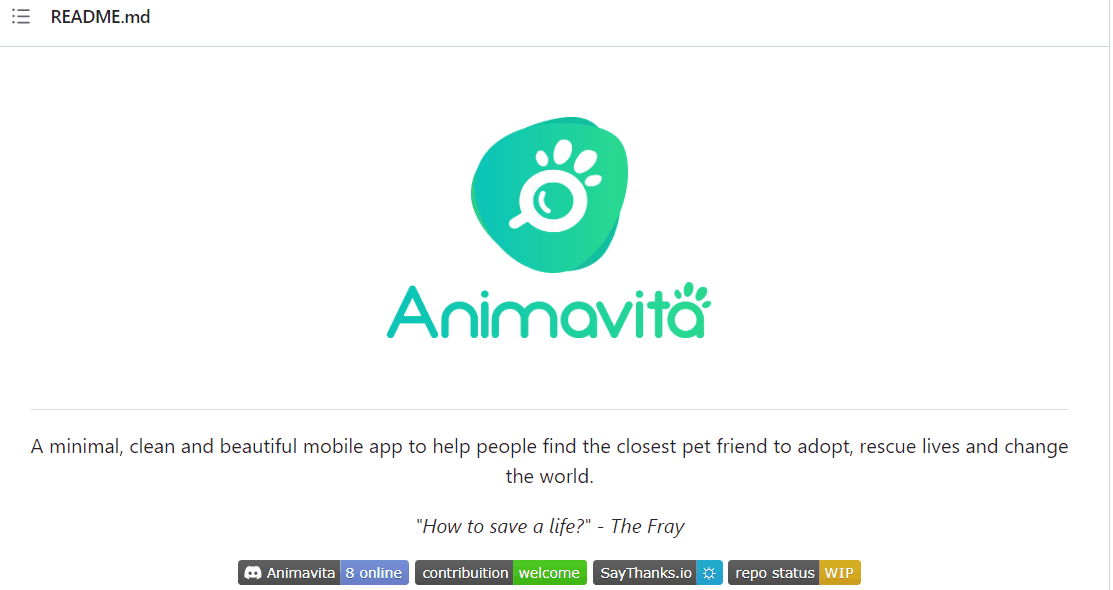 README.md
Animavita
A minimal, clean and beautiful mobile app to help people find the closest pet friend to adopt, rescue lives and change
the world.
"How to save a life?" - The Fray
Animavita 8 online contribuition welcome SayThanks.io repo status WIP